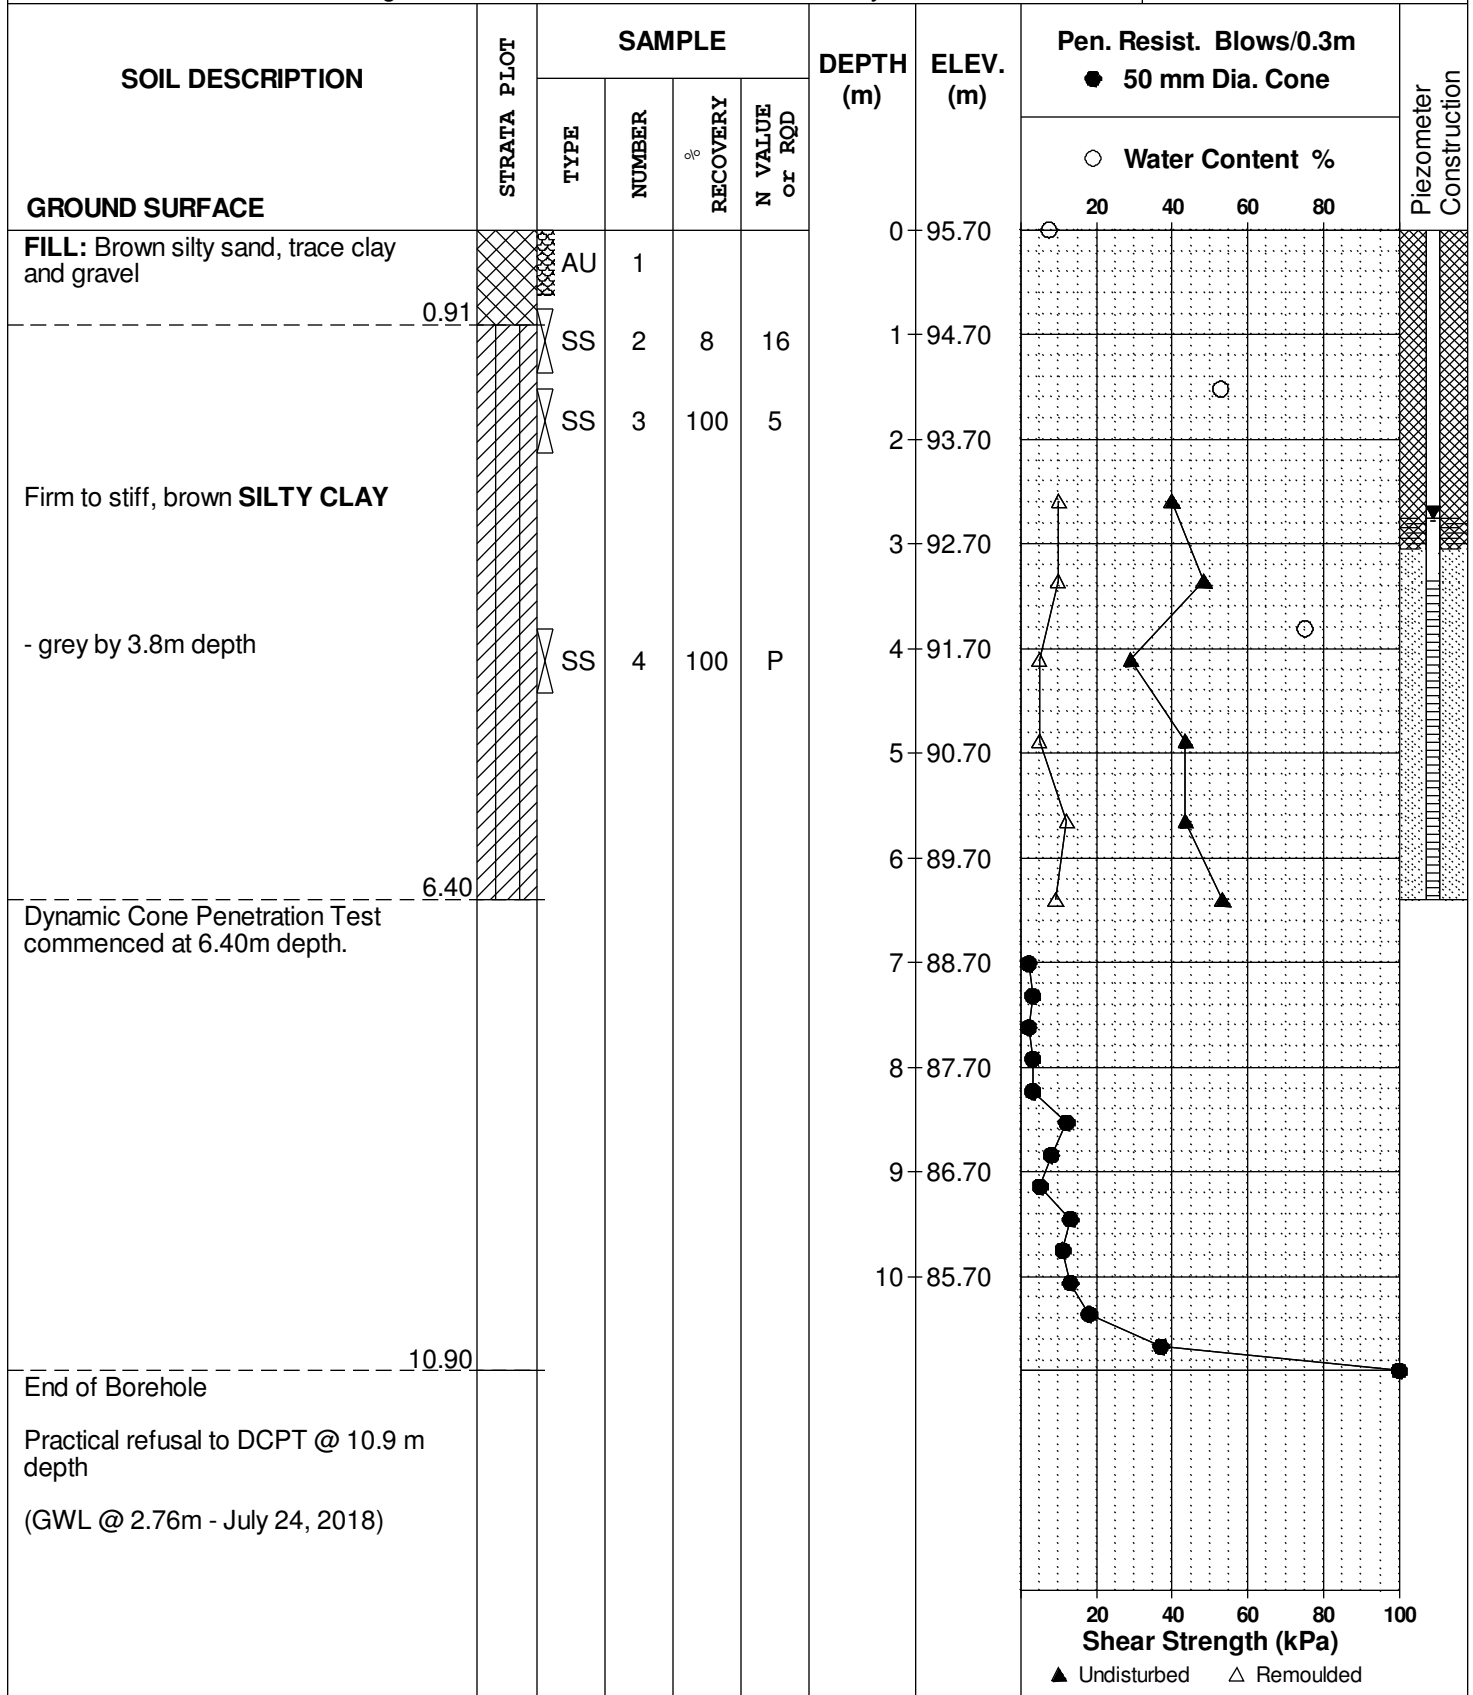 SOIL DESCRIPTION
GROUND SURFACE
STRATA PLOT
SAMPLE
TYPE
NUMBER
% RECOVERY
N VALUE or RQD
DEPTH (m)
ELEV. (m)
Pen. Resist. Blows/0.3m
● 50 mm Dia. Cone
○ Water Content %
20 40 60 80
Piezometer Construction
FILL: Brown silty sand, trace clay
and gravel
0.91
AU 1
SS 2 8 16
SS 3 100 5
Firm to stiff, brown SILTY CLAY
- grey by 3.8m depth
SS 4 100 P
6.40
Dynamic Cone Penetration Test
commenced at 6.40m depth.
10.90
End of Borehole
Practical refusal to DCPT @ 10.9 m
depth
(GWL @ 2.76m - July 24, 2018)
0 95.70
1 94.70
2 93.70
3 92.70
4 91.70
5 90.70
6 89.70
7 88.70
8 87.70
9 86.70
10 85.70
20 40 60 80 100
Shear Strength (kPa)
▲ Undisturbed △ Remoulded